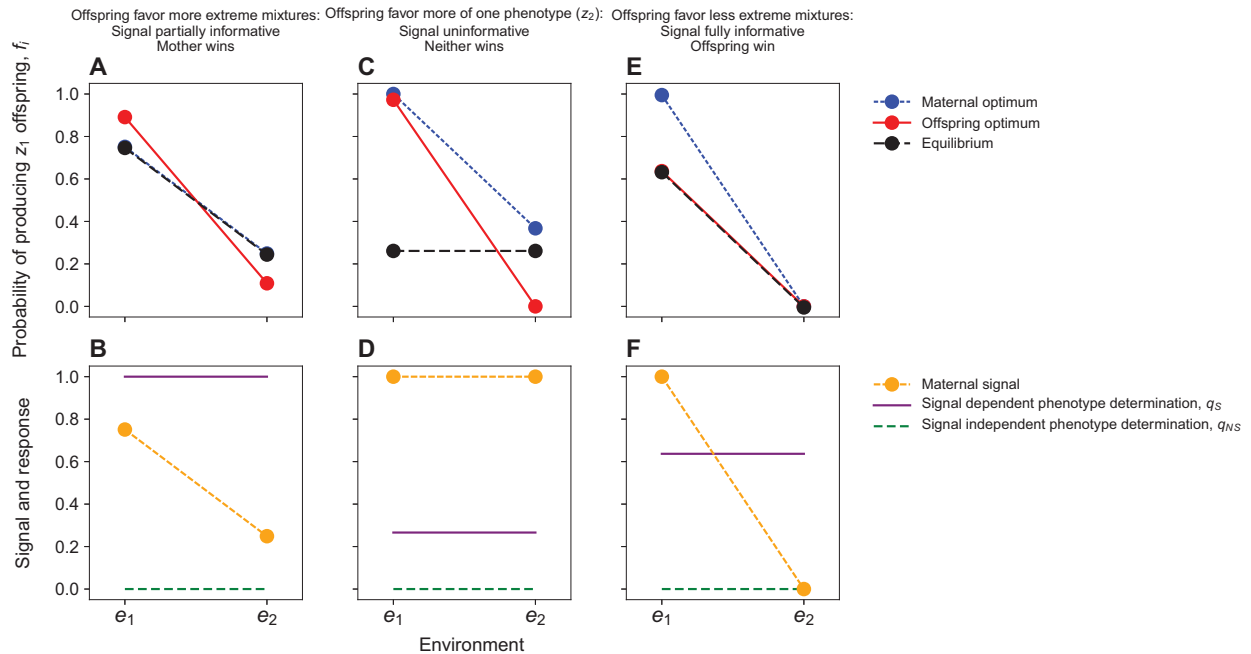 Offspring favor more extreme mixtures:
Signal partially informative
Mother wins
Offspring favor more of one phenotype (z2):
Signal uninformative
Neither wins
Offspring favor less extreme mixtures:
Signal fully informative
Offspring win
A
C
E
Probability of producing z1 offspring, fi
1.0
0.8
0.6
0.4
0.2
0.0
Maternal optimum
Offspring optimum
Equilibrium
B
D
F
Signal and response
1.0
0.8
0.6
0.4
0.2
0.0
Maternal signal
Signal dependent phenotype determination, qS
Signal independent phenotype determination, qNS
e1 e2
e1 e2
e1 e2
Environment